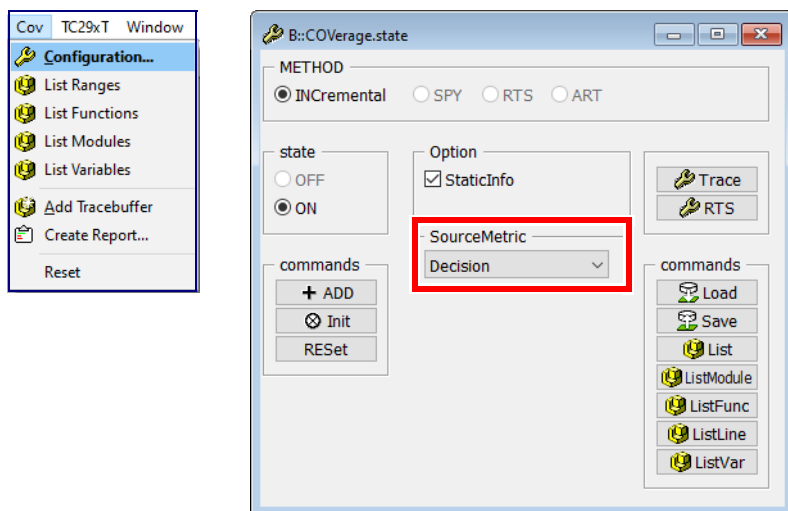 Cov TC29xT Window
Configuration...
List Ranges
List Functions
List Modules
List Variables
Add Tracebuffer
Create Report...
Reset
B::COVerage.state
METHOD
INCremental SPY RTS ART
state
OFF
ON
Option
StaticInfo
Trace
RTS
SourceMetric
Decision
commands
+ ADD
Init
RESet
commands
Load
Save
List
ListModule
ListFunc
ListLine
ListVar